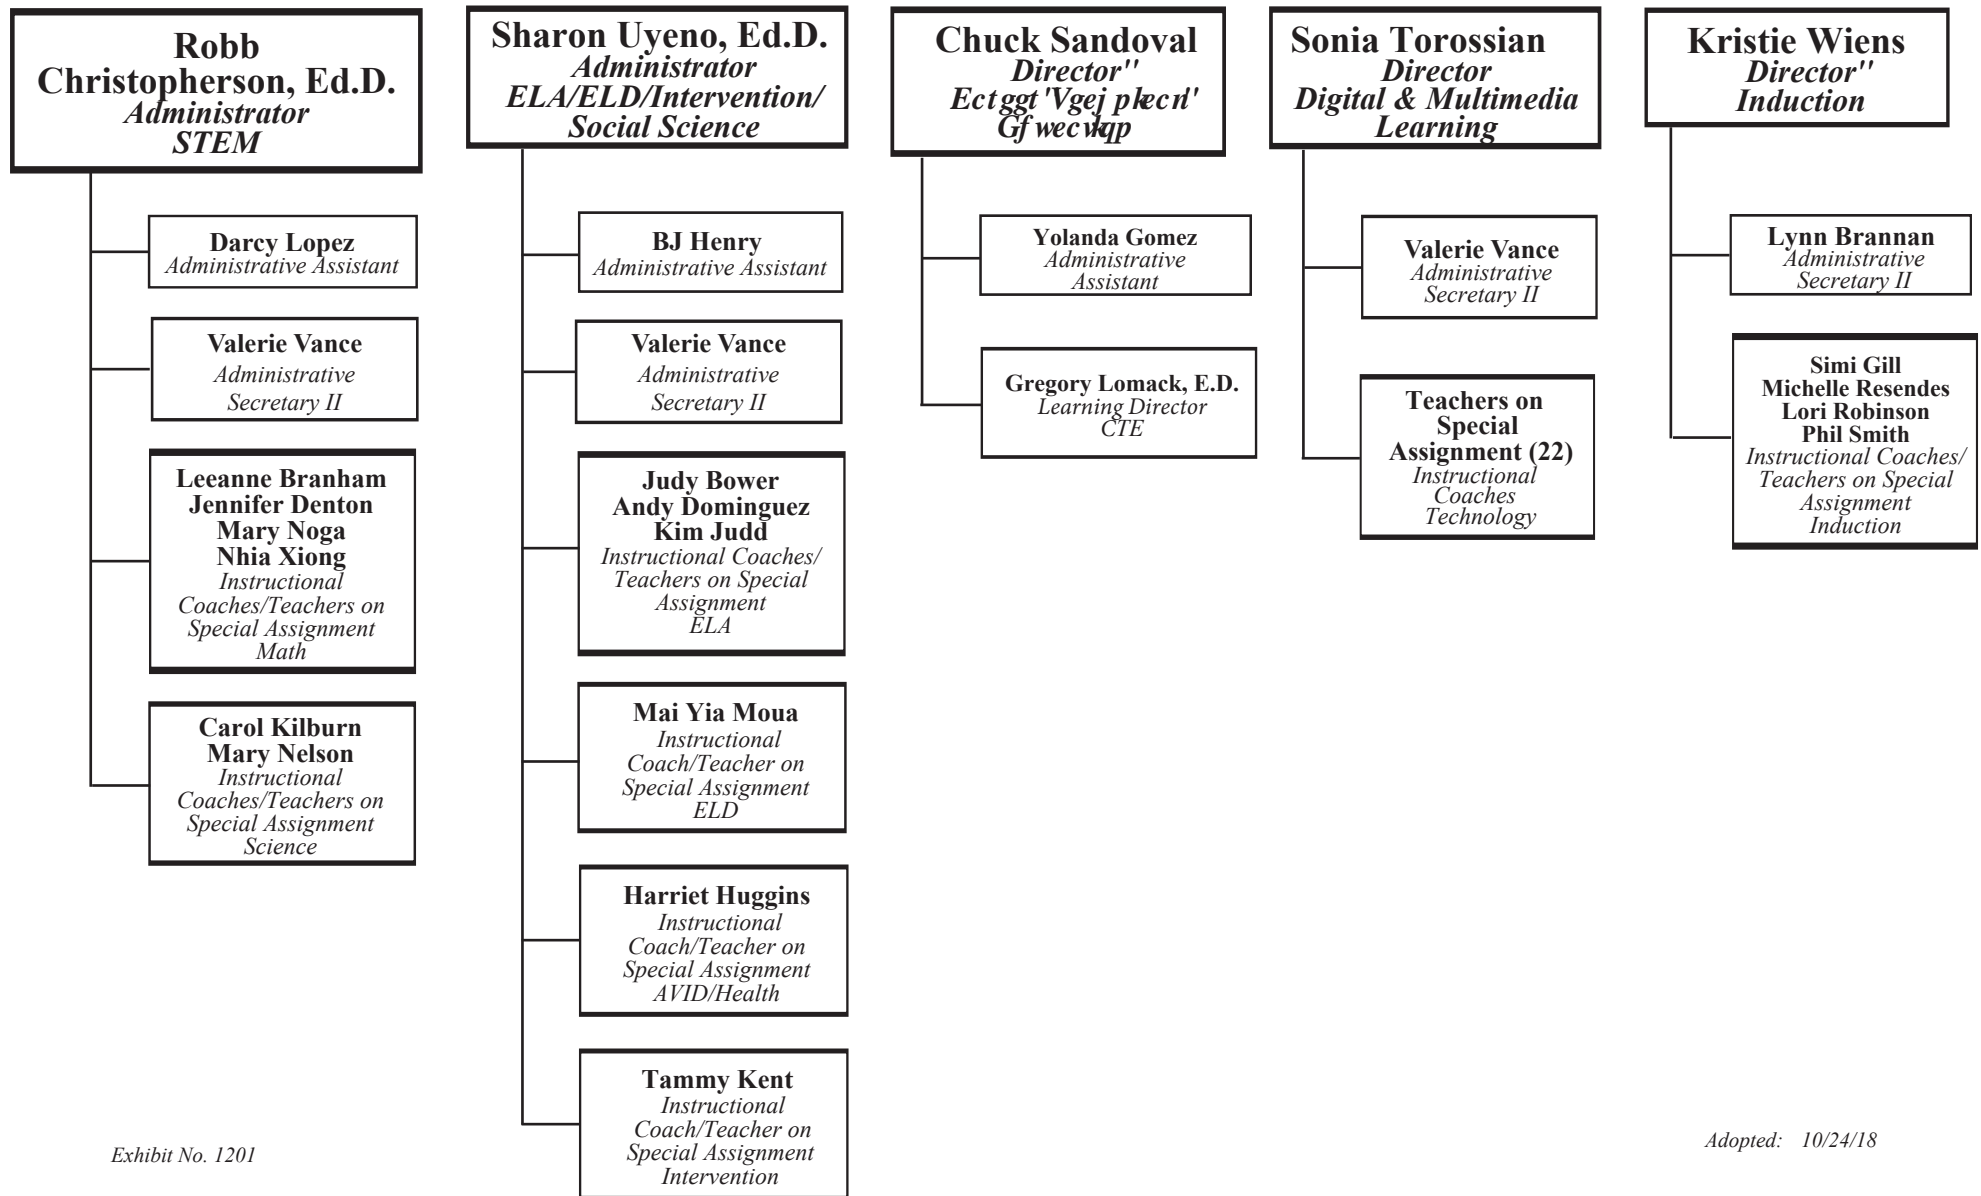 Robb
Christopherson, Ed.D.
Administrator
STEM
Darcy Lopez
Administrative Assistant
Valerie Vance
Administrative
Secretary II
Leeanne Branham
Jennifer Denton
Mary Noga
Nhia Xiong
Instructional
Coaches/Teachers on
Special Assignment
Math
Carol Kilburn
Mary Nelson
Instructional
Coaches/Teachers on
Special Assignment
Science
Sharon Uyeno, Ed.D.
Administrator
ELA/ELD/Intervention/
Social Science
BJ Henry
Administrative Assistant
Valerie Vance
Administrative
Secretary II
Judy Bower
Andy Dominguez
Kim Judd
Instructional Coaches/
Teachers on Special
Assignment
ELA
Mai Yia Moua
Instructional
Coach/Teacher on
Special Assignment
ELD
Harriet Huggins
Instructional
Coach/Teacher on
Special Assignment
AVID/Health
Tammy Kent
Instructional
Coach/Teacher on
Special Assignment
Intervention
Chuck Sandoval
Director"
Yolanda Gomez
Administrative
Assistant
Gregory Lomack, E.D.
Learning Director
CTE
Sonia Torossian
Director
Digital & Multimedia
Learning
Valerie Vance
Administrative
Secretary II
Teachers on
Special
Assignment (22)
Instructional
Coaches
Technology
Kristie Wiens
Director"
Induction
Lynn Brannan
Administrative
Secretary II
Simi Gill
Michelle Resendes
Lori Robinson
Phil Smith
Instructional Coaches/
Teachers on Special
Assignment
Induction
Exhibit No. 1201
Adopted: 10/24/18